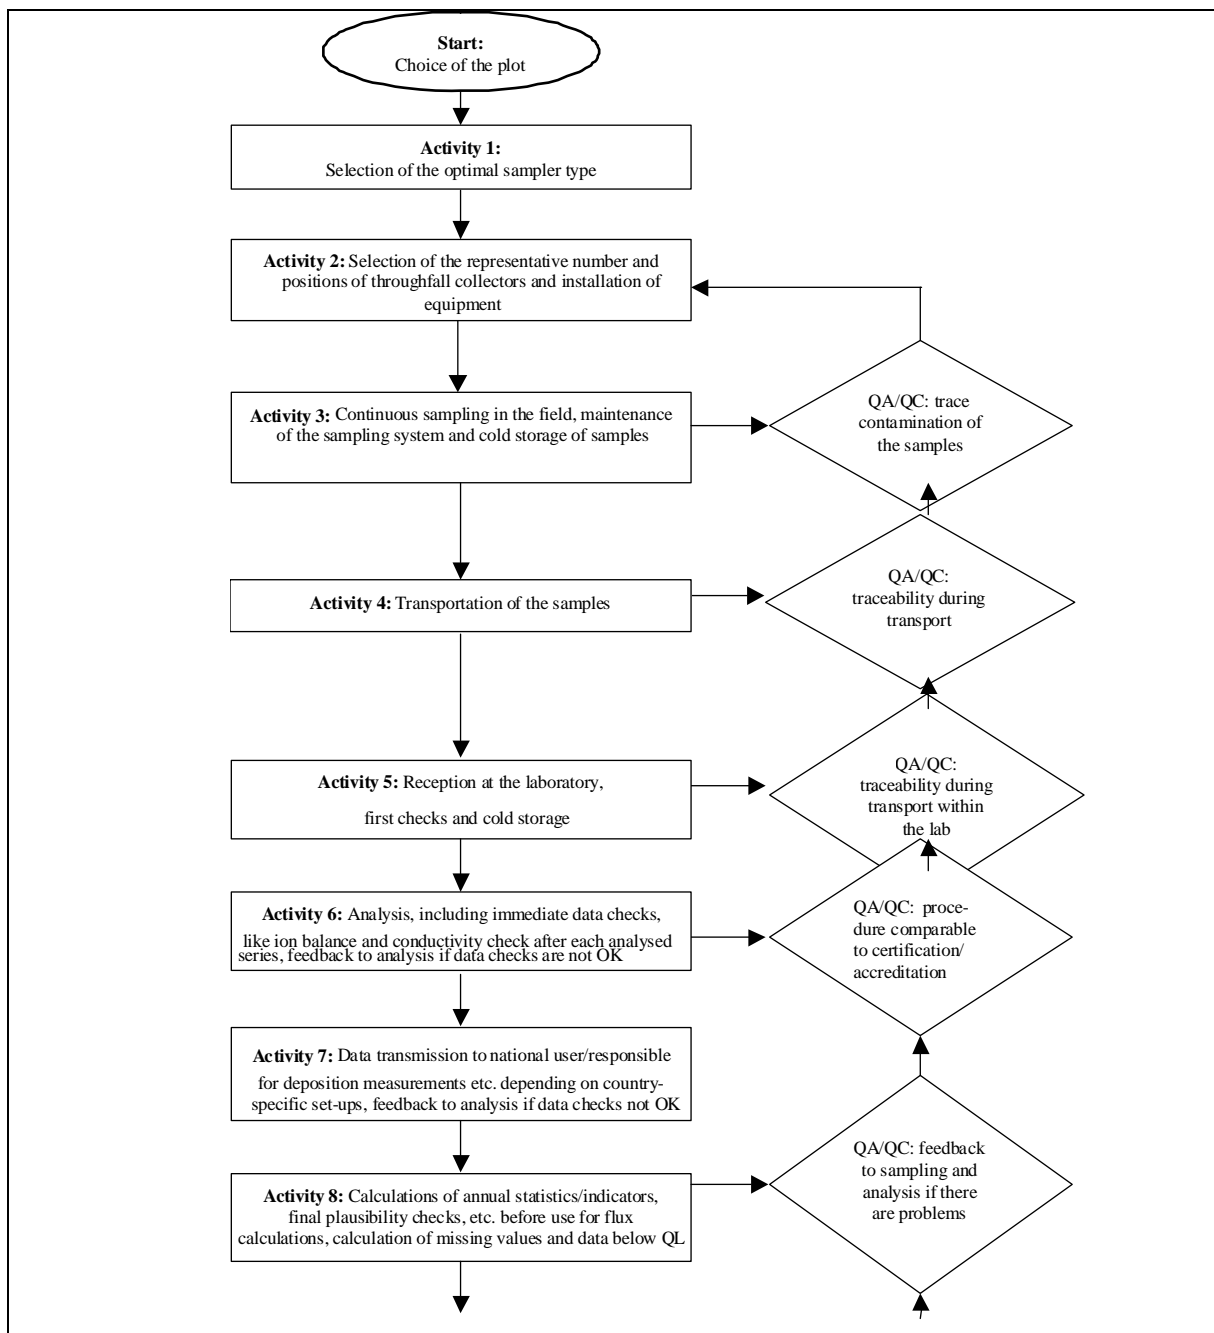 Start:
Choice of the plot
Activity 1:
Selection of the optimal sampler type
Activity 2: Selection of the representative number and
positions of throughfall collectors and installation of
equipment
Activity 3: Continuous sampling in the field, maintenance
of the sampling system and cold storage of samples
QA/QC: trace
contamination of
the samples
Activity 4: Transportation of the samples
QA/QC:
traceability during
transport
Activity 5: Reception at the laboratory,
first checks and cold storage
QA/QC:
traceability during
transport within
the lab
Activity 6: Analysis, including immediate data checks,
like ion balance and conductivity check after each analysed
series, feedback to analysis if data checks are not OK
QA/QC: proce-
dure comparable
to certification/
accreditation
Activity 7: Data transmission to national user/responsible
for deposition measurements etc. depending on country-
specific set-ups, feedback to analysis if data checks not OK
Activity 8: Calculations of annual statistics/indicators,
final plausibility checks, etc. before use for flux
calculations, calculation of missing values and data below QL
QA/QC: feedback
to sampling and
analysis if there
are problems